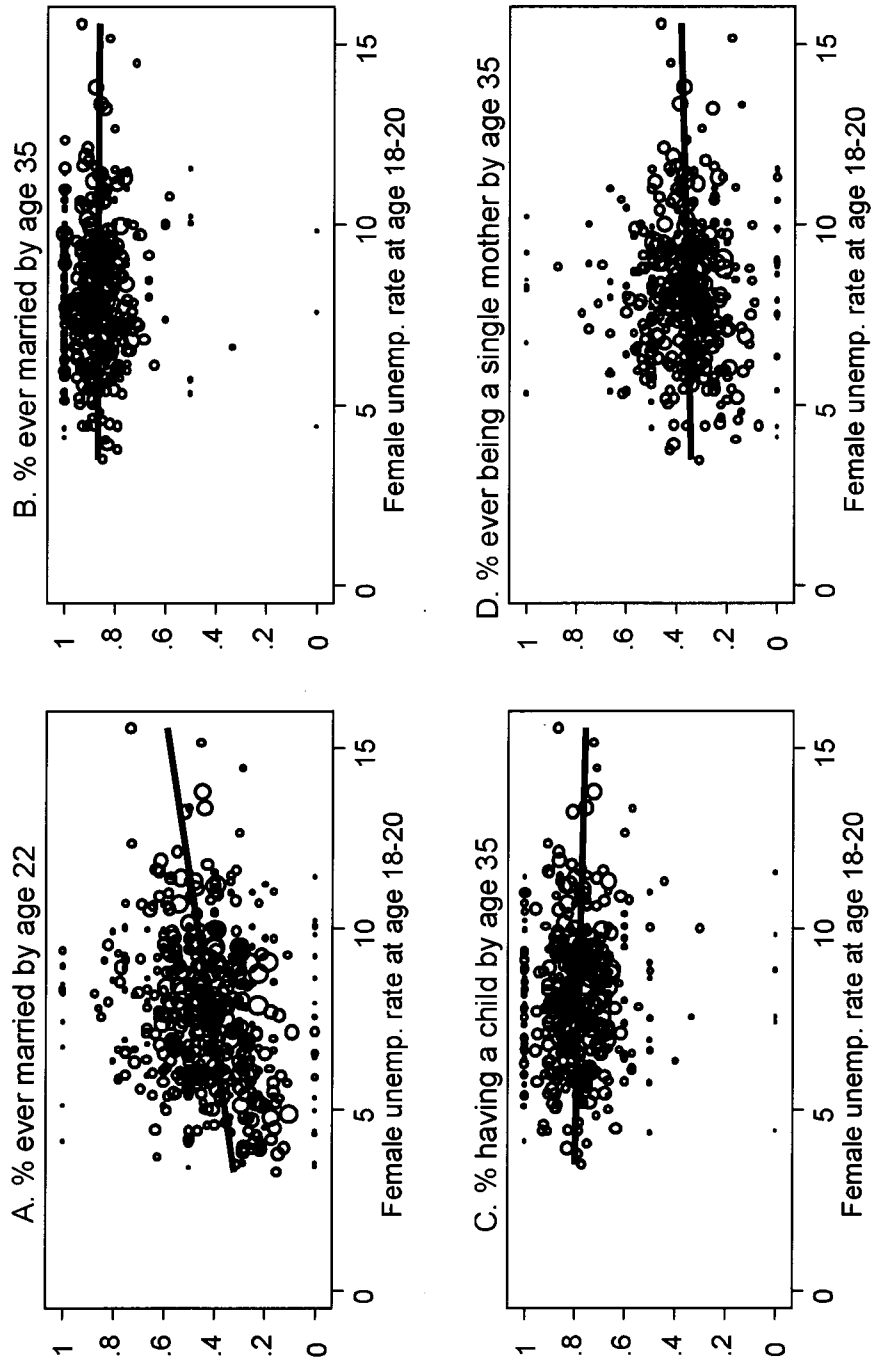 A. % ever married by age 22
1
.8
.6
.4
.2
0
0 5 10 15
Female unemp. rate at age 18-20
B. % ever married by age 35
1
.8
.6
.4
.2
0
0 5 10 15
Female unemp. rate at age 18-20
C. % having a child by age 35
1
.8
.6
.4
.2
0
0 5 10 15
Female unemp. rate at age 18-20
D. % ever being a single mother by age 35
1
.8
.6
.4
.2
0
0 5 10 15
Female unemp. rate at age 18-20